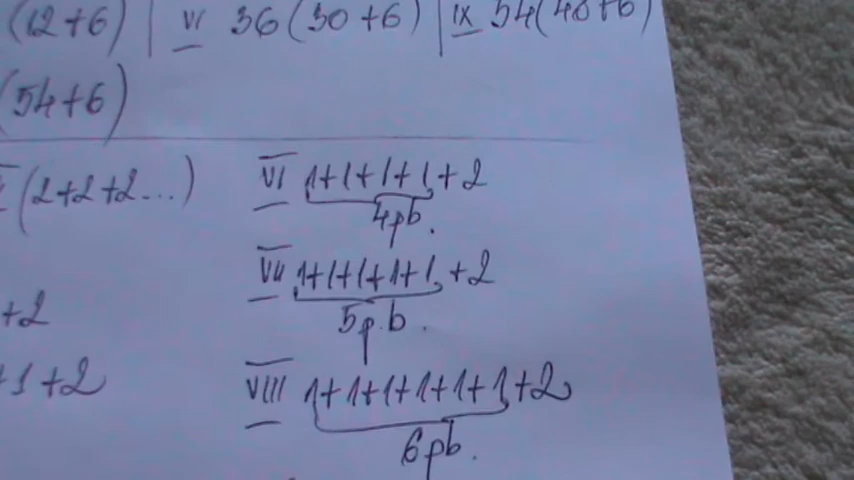 (12+6) | VI 36(30+6) | IX 54(48+6)
(54+6)
(2+2+2...)
VI 1+1+1+1+2
4pb.
VII 1+1+1+1+1+2
5p.b.
+2
+1+2
VIII 1+1+1+1+1+1+2
6pb.